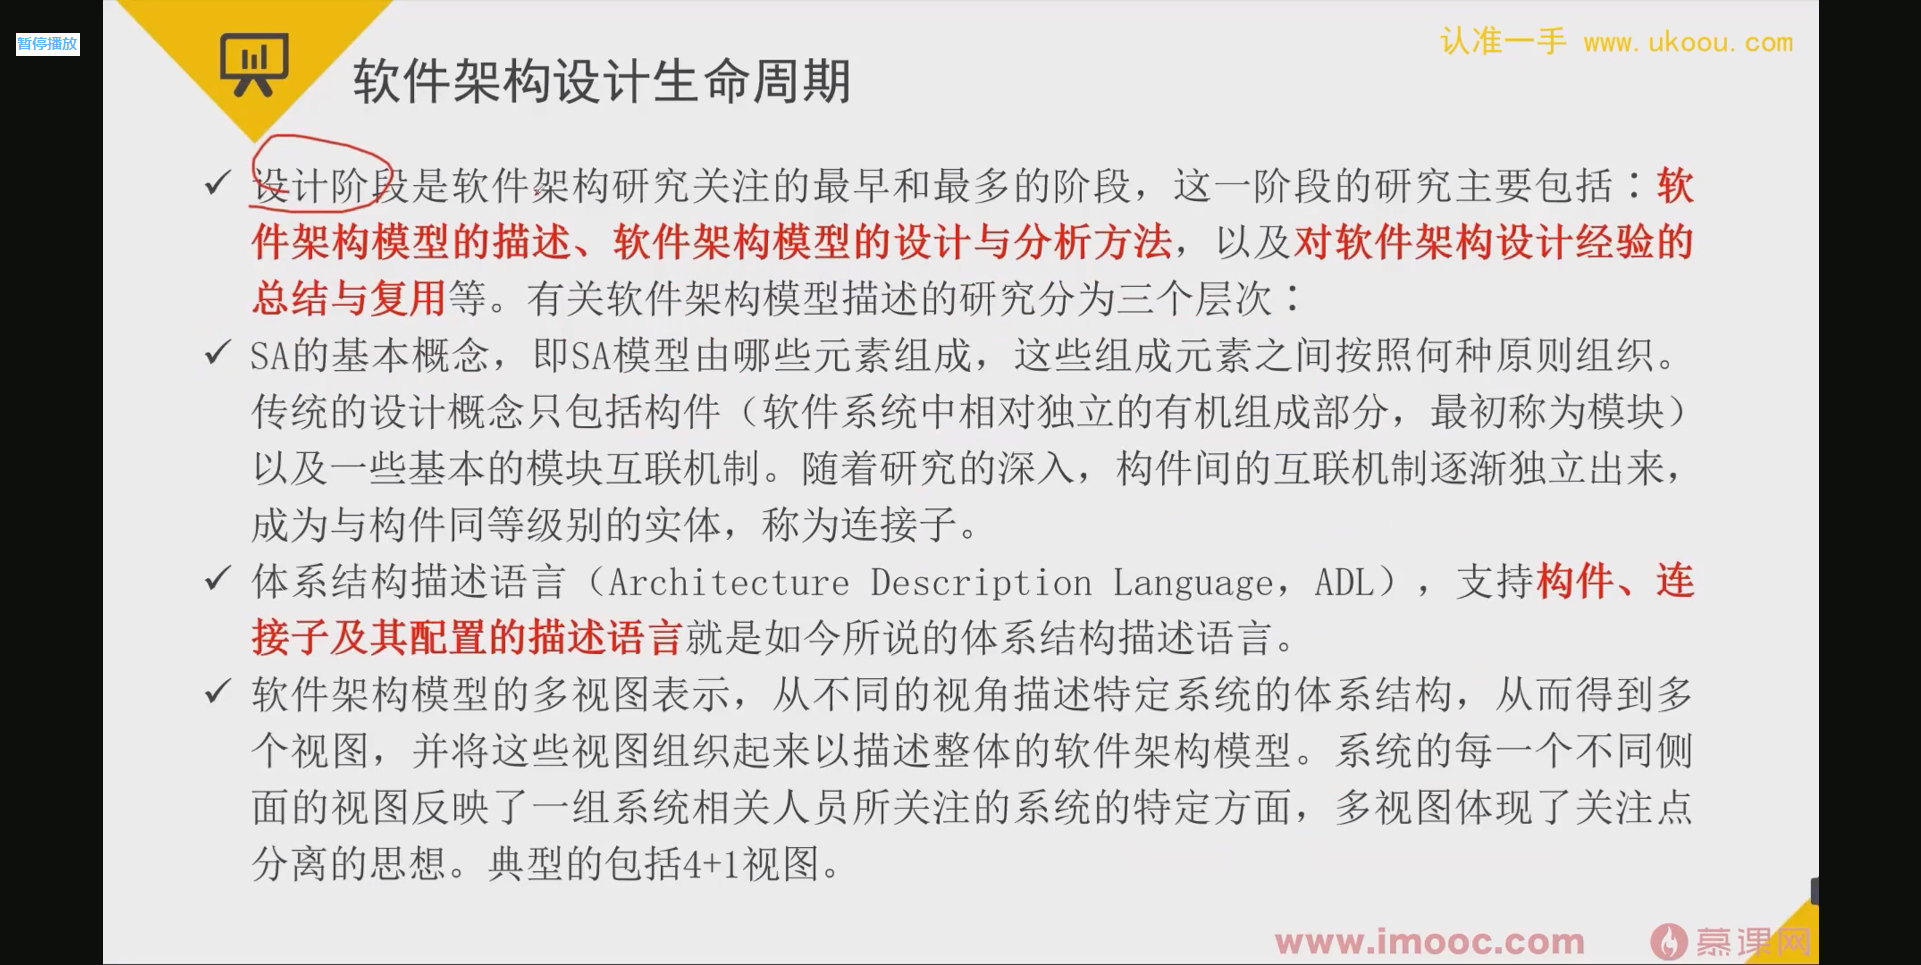 暂停播放
认准一手 www.ukoou.com
软件架构设计生命周期
✓ 设计阶段是软件架构研究关注的最早和最多的阶段，这一阶段的研究主要包括：软
件架构模型的描述、软件架构模型的设计与分析方法，以及对软件架构设计经验的
总结与复用等。有关软件架构模型描述的研究分为三个层次：
✓ SA的基本概念，即SA模型由哪些元素组成，这些组成元素之间按照何种原则组织。
传统的设计概念只包括构件（软件系统中相对独立的有机组成部分，最初称为模块）
以及一些基本的模块互联机制。随着研究的深入，构件间的互联机制逐渐独立出来，
成为与构件同等级别的实体，称为连接子。
✓ 体系结构描述语言（Architecture Description Language，ADL），支持构件、连
接子及其配置的描述语言就是如今所说的体系结构描述语言。
✓ 软件架构模型的多视图表示，从不同的视角描述特定系统的体系结构，从而得到多
个视图，并将这些视图组织起来以描述整体的软件架构模型。系统的每一个不同侧
面的视图反映了一组系统相关人员所关注的系统的特定方面，多视图体现了关注点
分离的思想。典型的包括4+1视图。
www.imooc.com 慕课网